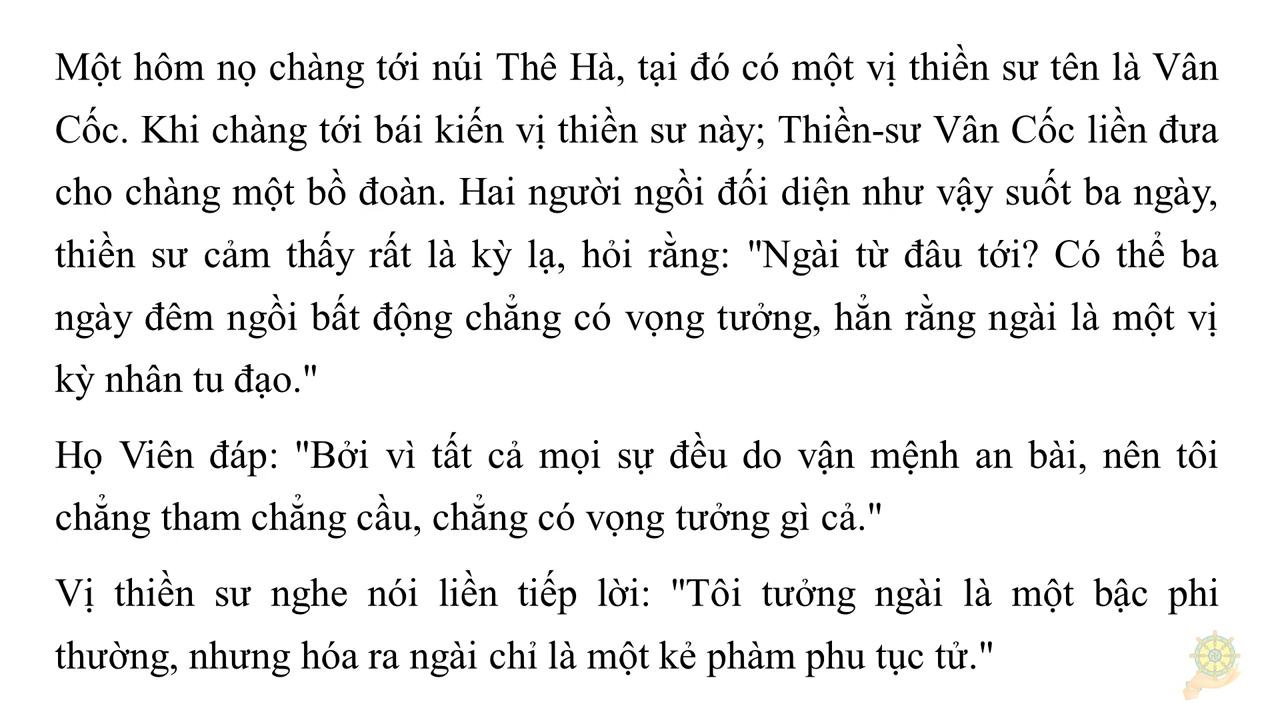 Một hôm nọ chàng tới núi Thê Hà, tại đó có một vị thiền sư tên là Vân
Cốc. Khi chàng tới bái kiến vị thiền sư này; Thiền-sư Vân Cốc liền đưa
cho chàng một bồ đoàn. Hai người ngồi đối diện như vậy suốt ba ngày,
thiền sư cảm thấy rất là kỳ lạ, hỏi rằng: "Ngài từ đâu tới? Có thể ba
ngày đêm ngồi bất động chẳng có vọng tưởng, hẳn rằng ngài là một vị
kỳ nhân tu đạo."
Họ Viên đáp: "Bởi vì tất cả mọi sự đều do vận mệnh an bài, nên tôi
chẳng tham chẳng cầu, chẳng có vọng tưởng gì cả."
Vị thiền sư nghe nói liền tiếp lời: "Tôi tưởng ngài là một bậc phi
thường, nhưng hóa ra ngài chỉ là một kẻ phàm phu tục tử."